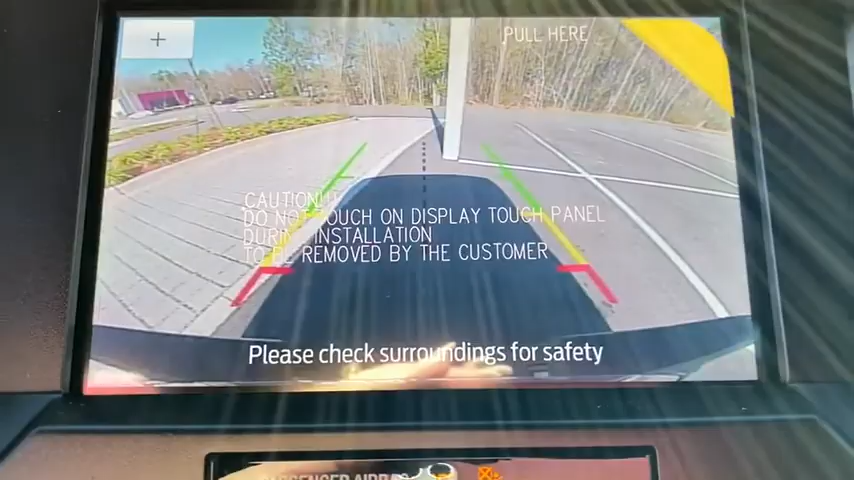 +
PULL HERE
CAUTION!!
DO NOT TOUCH ON DISPLAY TOUCH PANEL
DURING INSTALLATION
TO BE REMOVED BY THE CUSTOMER
Please check surroundings for safety
PASSENGER AIRBAG